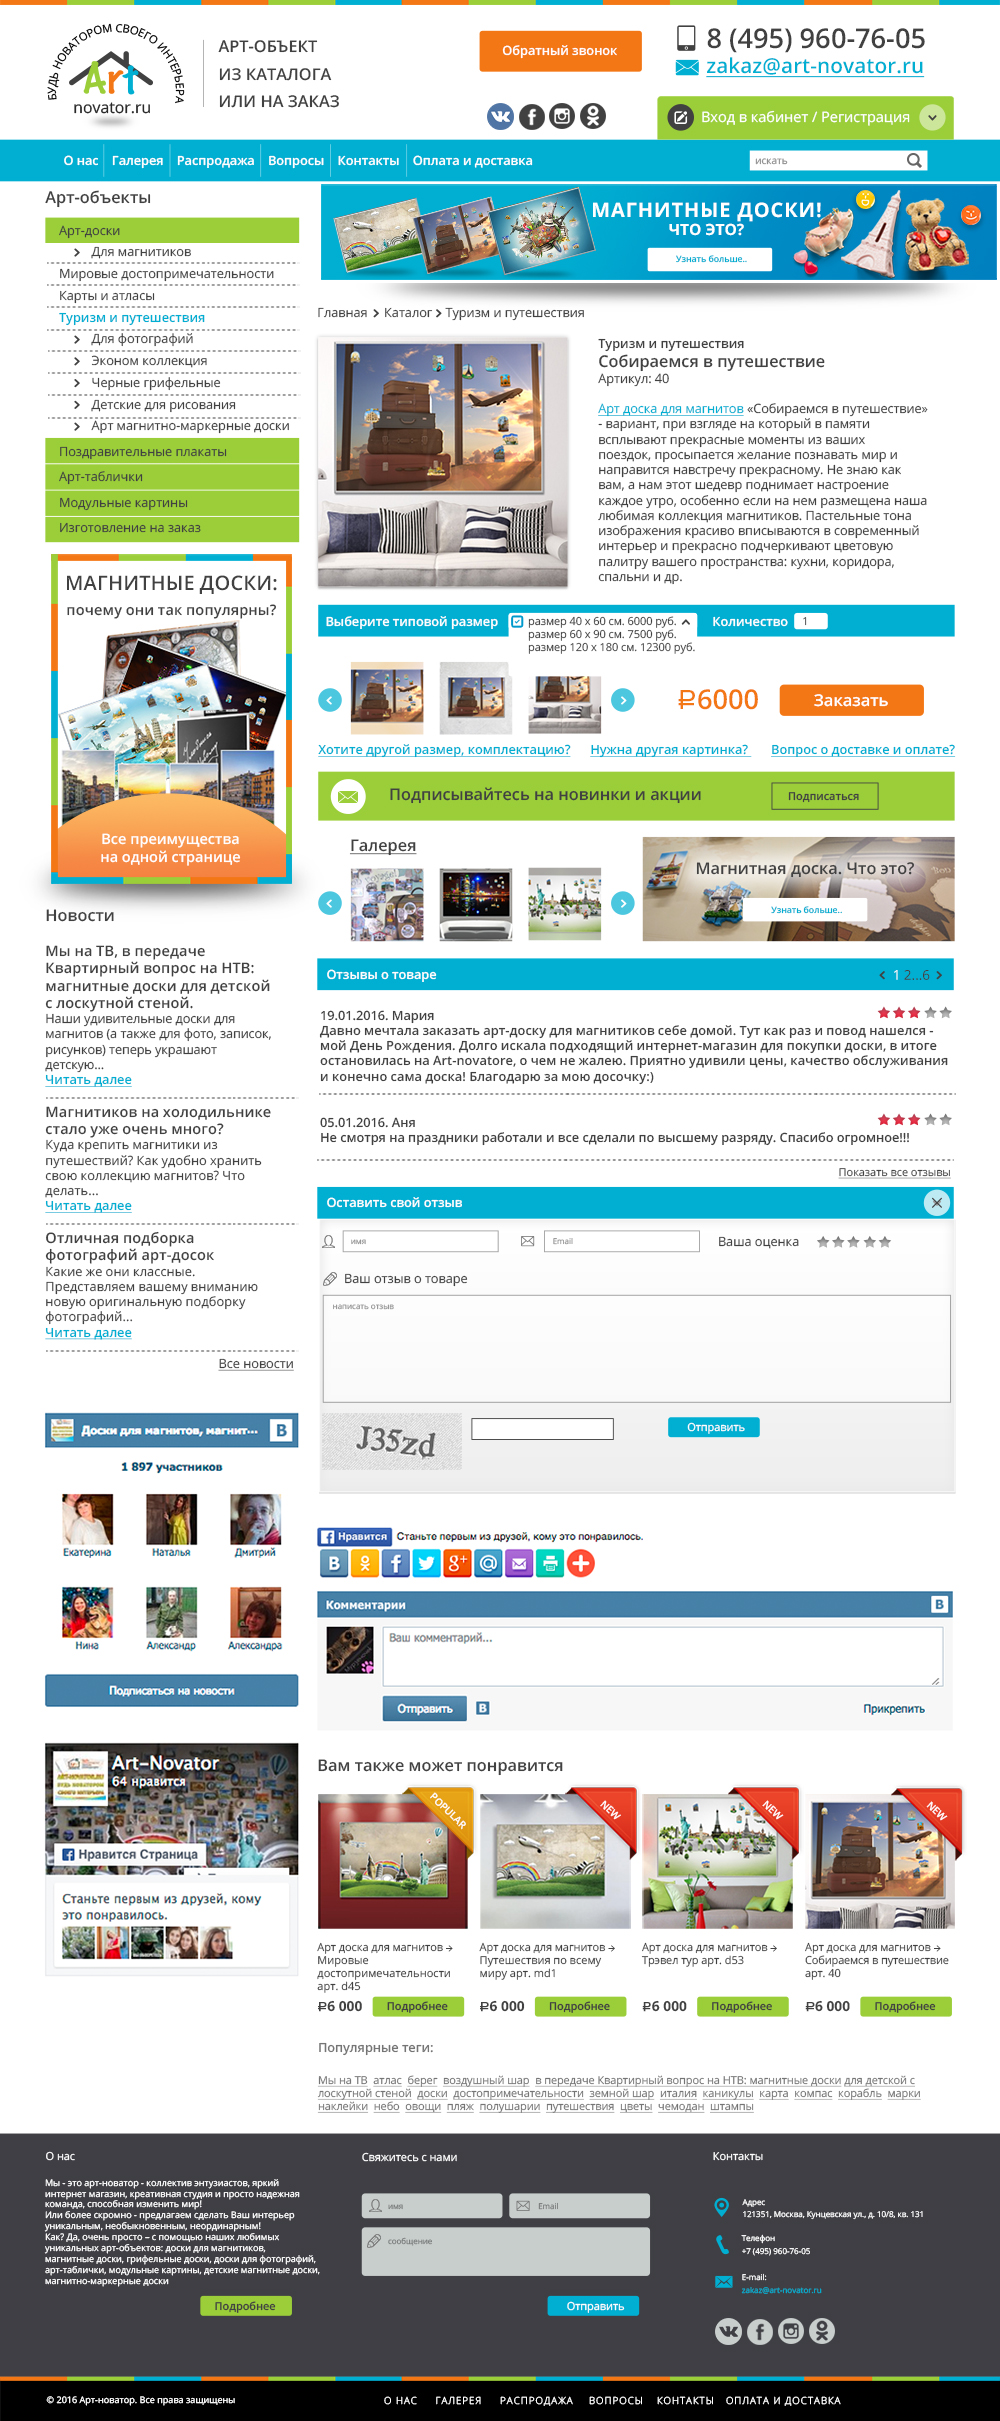 БУДЬ НОВАТОРОМ СВОЕГО ИНТЕРЬЕРА
Art
novator.ru
АРТ-ОБЪЕКТ
ИЗ КАТАЛОГА
ИЛИ НА ЗАКАЗ
Обратный звонок
8 (495) 960-76-05
zakaz@art-novator.ru
Вход в кабинет / Регистрация
О нас Галерея Распродажа Вопросы Контакты Оплата и доставка
искать
Арт-объекты
Арт-доски
Для магнитиков
Мировые достопримечательности
Карты и атласы
Туризм и путешествия
Для фотографий
Эконом коллекция
Черные грифельные
Детские для рисования
Арт магнитно-маркерные доски
Поздравительные плакаты
Арт-таблички
Модульные картины
Изготовление на заказ
МАГНИТНЫЕ ДОСКИ:
почему они так популярны?
Все преимущества
на одной странице
Новости
Мы на ТВ, в передаче
Квартирный вопрос на НТВ:
магнитные доски для детской
с лоскутной стеной.
Наши удивительные доски для
магнитов (а также для фото, записок,
рисунков) теперь украшают
детскую...
Читать далее
Магнитиков на холодильнике
стало уже очень много?
Куда крепить магнитики из
путешествий? Как удобно хранить
свою коллекцию магнитов? Что
делать...
Читать далее
Отличная подборка
фотографий арт-досок
Какие же они классные.
Представляем вашему вниманию
новую оригинальную подборку
фотографий...
Читать далее
Все новости
Доски для магнитов, магнит... B
1 897 участников
Екатерина Наталья Дмитрий
Нина Александр Александра
Подписаться на новости
Art-Novator
64 нравится
Нравится Страница
Станьте первым из друзей, кому
это понравилось.
МАГНИТНЫЕ ДОСКИ!
ЧТО ЭТО?
Узнать больше..
Главная > Каталог > Туризм и путешествия
Туризм и путешествия
Собираемся в путешествие
Артикул: 40
Арт доска для магнитов «Собираемся в путешествие»
- вариант, при взгляде на который в памяти
всплывают прекрасные моменты из ваших
поездок, просыпается желание познавать мир и
направится навстречу прекрасному. Не знаю как
вам, а нам этот шедевр поднимает настроение
каждое утро, особенно если на нем размещена наша
любимая коллекция магнитиков. Пастельные тона
изображения красиво вписываются в современный
интерьер и прекрасно подчеркивают цветовую
палитру вашего пространства: кухни, коридора,
спальни и др.
Выберите типовой размер
размер 40 x 60 см. 6000 руб.
размер 60 x 90 см. 7500 руб.
размер 120 x 180 см. 12300 руб.
Количество 1
₽6000
Заказать
Хотите другой размер, комплектацию? Нужна другая картинка? Вопрос о доставке и оплате?
Подписывайтесь на новинки и акции
Подписаться
Галерея
Магнитная доска. Что это?
Узнать больше..
Отзывы о товаре
< 1 2...6 >
19.01.2016. Мария
Давно мечтала заказать арт-доску для магнитиков себе домой. Тут как раз и повод нашелся -
мой День Рождения. Долго искала подходящий интернет-магазин для покупки доски, в итоге
остановилась на Art-novatore, о чем не жалею. Приятно удивили цены, качество обслуживания
и конечно сама доска! Благодарю за мою досочку:)
05.01.2016. Аня
Не смотря на праздники работали и все сделали по высшему разряду. Спасибо огромное!!!
Показать все отзывы
Оставить свой отзыв
имя
Email
Ваша оценка
Ваш отзыв о товаре
написать отзыв
J35zd
Отправить
Нравится Станьте первым из друзей, кому это понравилось.
Комментарии B
Ваш комментарий...
Отправить B
Прикрепить
Вам также может понравится
POPULAR NEW NEW NEW
Арт доска для магнитов →
Мировые
достопримечательности
арт. d45
₽6 000 Подробнее
Арт доска для магнитов →
Путешествия по всему
миру арт. md1
₽6 000 Подробнее
Арт доска для магнитов →
Трэвел тур арт. d53
₽6 000 Подробнее
Арт доска для магнитов →
Собираемся в путешествие
арт. 40
₽6 000 Подробнее
Популярные теги:
Мы на ТВ атлас берег воздушный шар в передаче Квартирный вопрос на НТВ: магнитные доски для детской с
лоскутной стеной доски достопримечательности земной шар италия каникулы карта компас корабль марки
наклейки небо овощи пляж полушарии путешествия цветы чемодан штампы
О нас
Мы - это арт-новатор - коллектив энтузиастов, яркий
интернет магазин, креативная студия и просто надежная
команда, способная изменить мир!
Или более скромно - предлагаем сделать Ваш интерьер
уникальным, необыкновенным, неординарным!
Как? Да, очень просто – с помощью наших любимых
уникальных арт-объектов: доски для магнитиков,
магнитные доски, грифельные доски, доски для фотографий,
арт-таблички, модульные картины, детские магнитные доски,
магнитно-маркерные доски
Подробнее
Свяжитесь с нами
имя
Email
сообщение
Отправить
Контакты
Адрес
121351, Москва, Кунцевская ул., д. 10/8, кв. 131
Телефон
+7 (495) 960-76-05
E-mail:
zakaz@art-novator.ru
© 2016 Арт-новатор. Все права защищены
О НАС ГАЛЕРЕЯ РАСПРОДАЖА ВОПРОСЫ КОНТАКТЫ ОПЛАТА И ДОСТАВКА